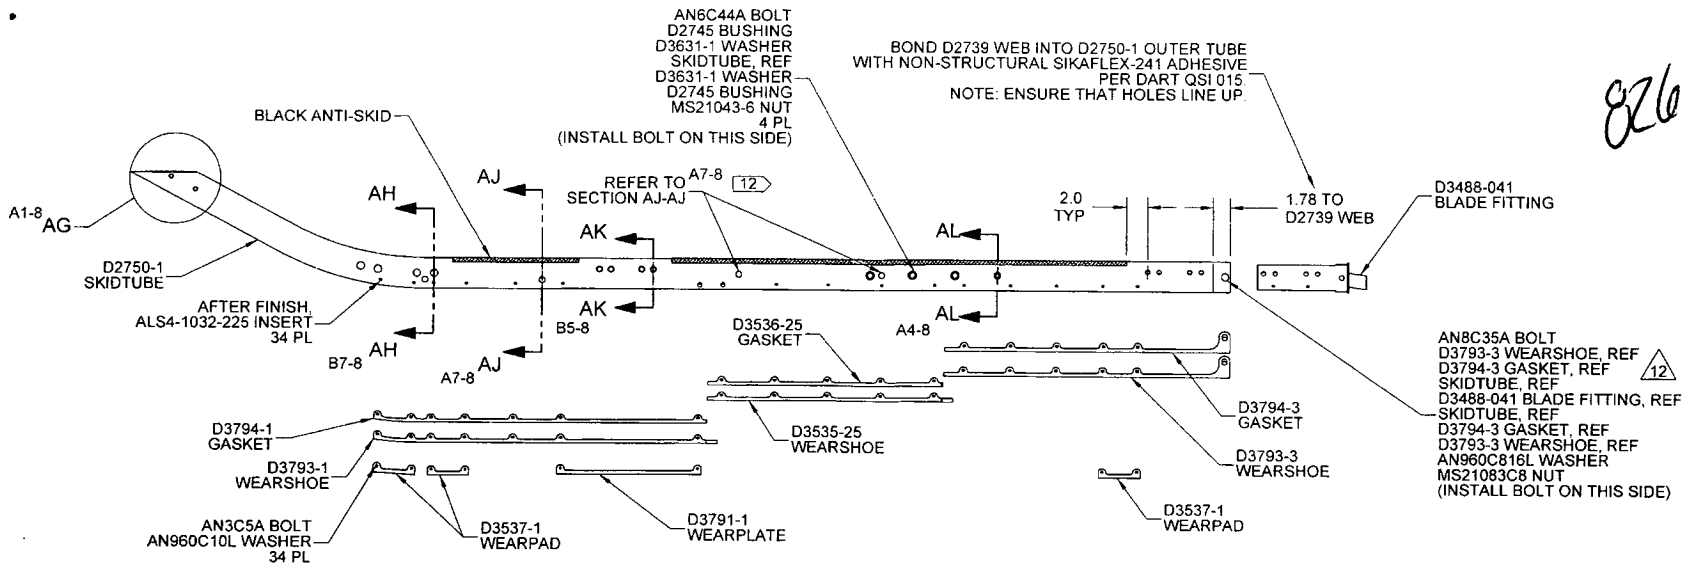 AN6C44A BOLT
D2745 BUSHING
D3631-1 WASHER
SKIDTUBE, REF
D3631-1 WASHER
D2745 BUSHING
MS21043-6 NUT
4 PL
(INSTALL BOLT ON THIS SIDE)
BOND D2739 WEB INTO D2750-1 OUTER TUBE
WITH NON-STRUCTURAL SIKAFLEX-241 ADHESIVE
PER DART QSI 015.
NOTE: ENSURE THAT HOLES LINE UP.
826
BLACK ANTI-SKID
A1-8
AG
D2750-1
SKIDTUBE
AFTER FINISH,
ALS4-1032-225 INSERT
34 PL
AH
AH
B7-8
AJ
AJ
A7-8
REFER TO
SECTION AJ-AJ
A7-8
12
AK
AK
B5-8
AL
AL
A4-8
2.0
TYP
1.78 TO
D2739 WEB
D3488-041
BLADE FITTING
D3536-25
GASKET
D3794-1
GASKET
D3793-1
WEARSHOE
AN3C5A BOLT
AN960C10L WASHER
34 PL
D3537-1
WEARPAD
D3791-1
WEARPLATE
D3535-25
WEARSHOE
D3794-3
GASKET
D3793-3
WEARSHOE
D3537-1
WEARPAD
AN8C35A BOLT
D3793-3 WEARSHOE, REF
D3794-3 GASKET, REF
12
SKIDTUBE, REF
D3488-041 BLADE FITTING, REF
SKIDTUBE, REF
D3794-3 GASKET, REF
D3793-3 WEARSHOE, REF
AN960C816L WASHER
MS21083C8 NUT
(INSTALL BOLT ON THIS SIDE)